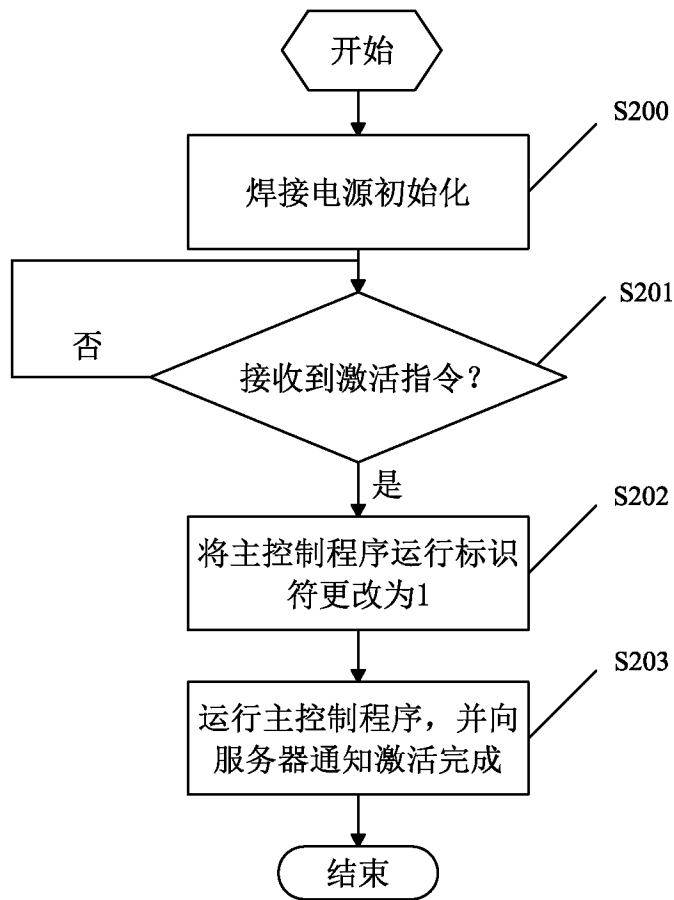 开始
S200
焊接电源初始化
S201
否
接收到激活指令？
是
S202
将主控制程序运行标识
符更改为1
S203
运行主控制程序，并向
服务器通知激活完成
结束